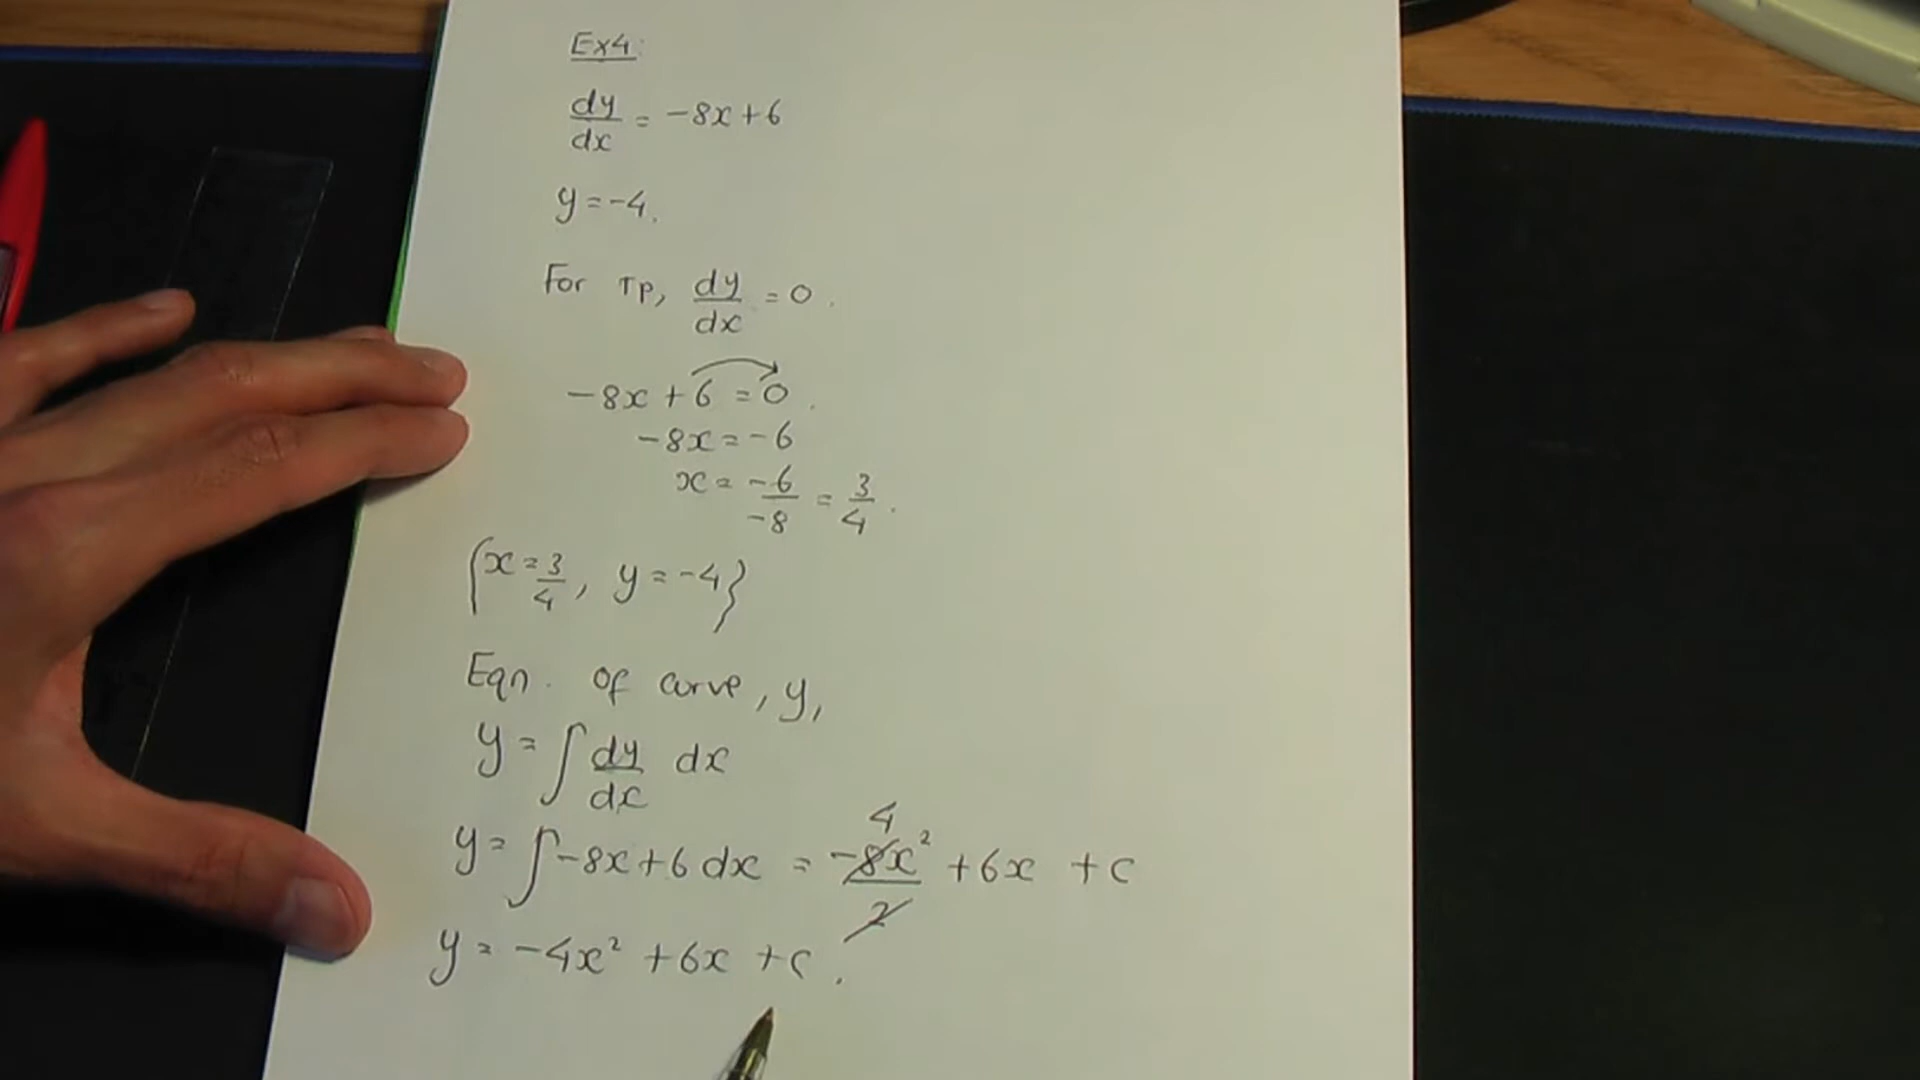 Ex4:
dy/dx = -8x+6
y=-4.
For TP, dy/dx = 0.
-8x+6=0.
-8x=-6
x = -6/-8 = 3/4.
{x=3/4, y=-4}
Eqn. of curve, y,
y = ∫ dy/dx dx
y = ∫-8x+6 dx = -8x²/2 4 +6x +c
y = -4x² +6x +c.